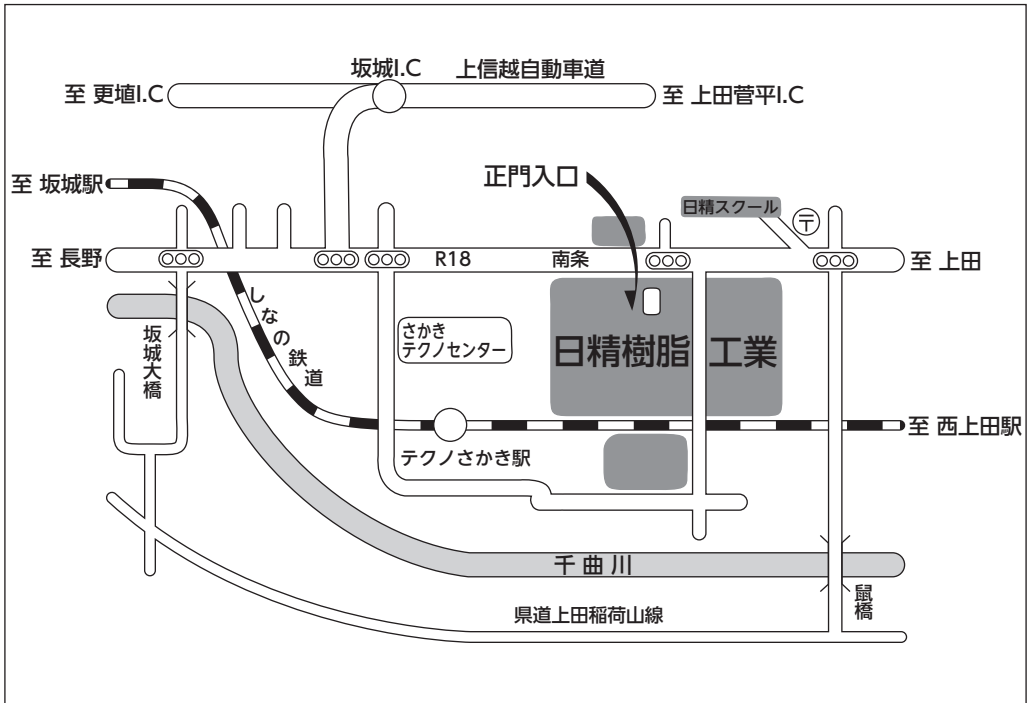 坂城I.C
上信越自動車道
至 更埴I.C
至 上田菅平I.C
至 坂城駅
正門入口
日精スクール
〒
至 長野
R18
南条
至 上田
しなの鉄道
坂城大橋
さかき
テクノセンター
日精樹脂 工業
至 西上田駅
テクノさかき駅
千曲川
鼠橋
県道上田稲荷山線